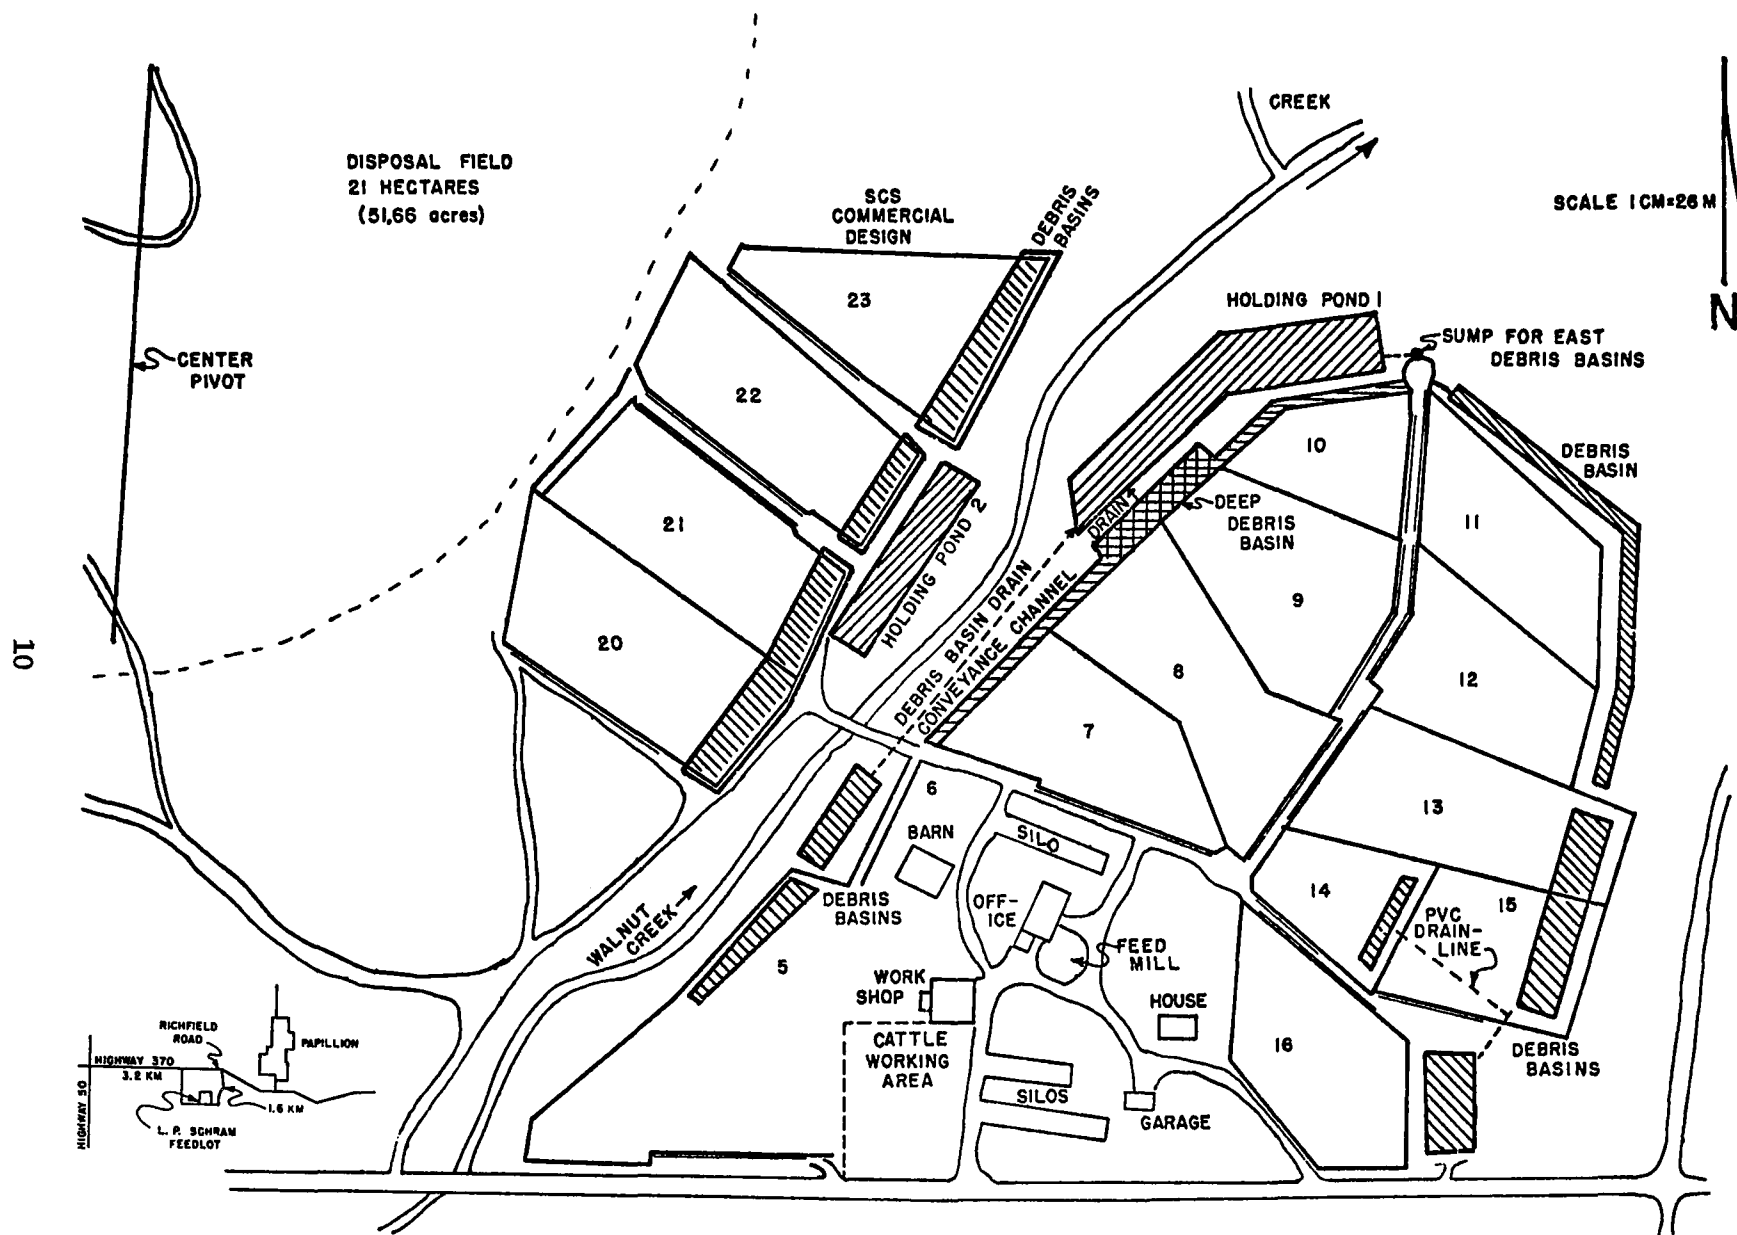 CREEK
DISPOSAL FIELD
21 HECTARES
(51,66 acres)
SCS
COMMERCIAL
DESIGN
DEBRIS
BASINS
SCALE 1CM=26M
N
23
HOLDING POND 1
SUMP FOR EAST
DEBRIS BASINS
CENTER
PIVOT
22
10
DEBRIS
BASIN
21
HOLDING POND 2
DRAIN
DEEP
DEBRIS
BASIN
11
9
20
DEBRIS BASIN DRAIN
CONVEYANCE CHANNEL
8
12
10
7
6
13
BARN
SILO
DEBRIS
BASINS
OFF-
ICE
14
15
PVC
DRAIN-
LINE
WALNUT
CREEK
5
FEED
MILL
WORK
SHOP
HOUSE
CATTLE
WORKING
AREA
16
DEBRIS
BASINS
SILOS
GARAGE
RICHFIELD
ROAD
PAPILLION
HIGHWAY 370
3.2 KM
HIGHWAY 50
1.6 KM
L. P. SCHRAM
FEEDLOT